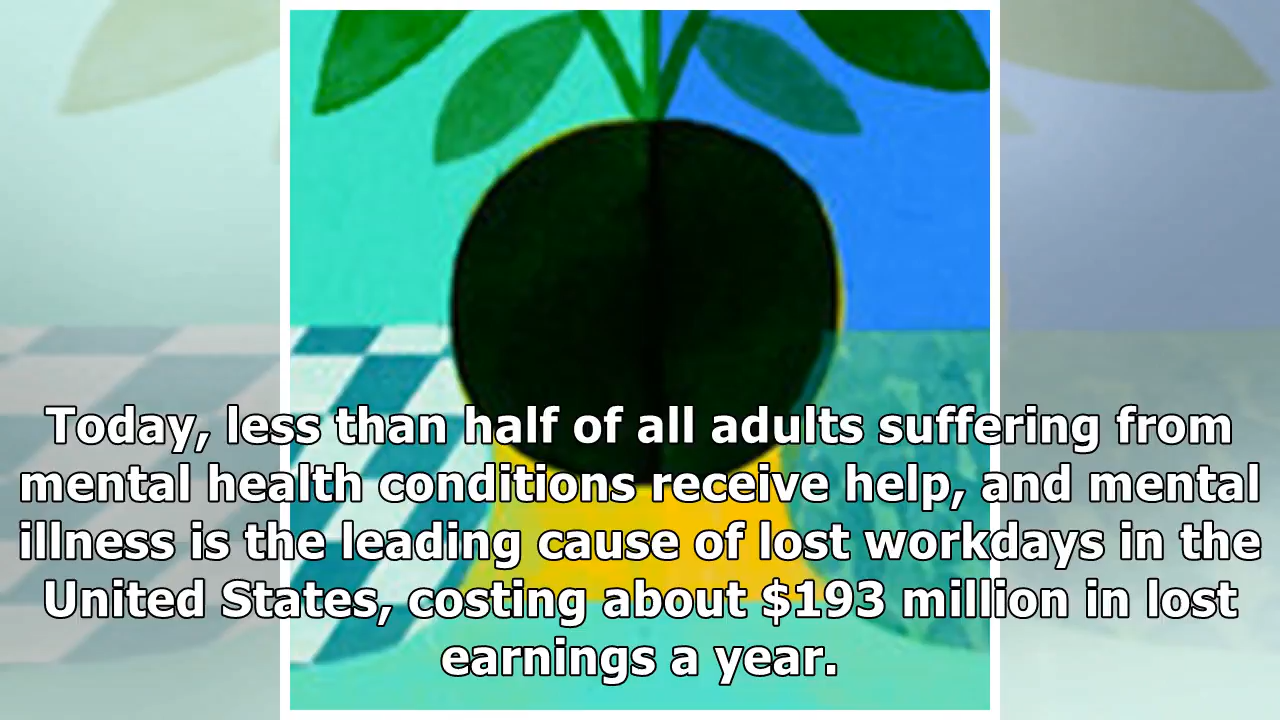 Today, less than half of all adults suffering from
mental health conditions receive help, and mental
illness is the leading cause of lost workdays in the
United States, costing about $193 million in lost
earnings a year.